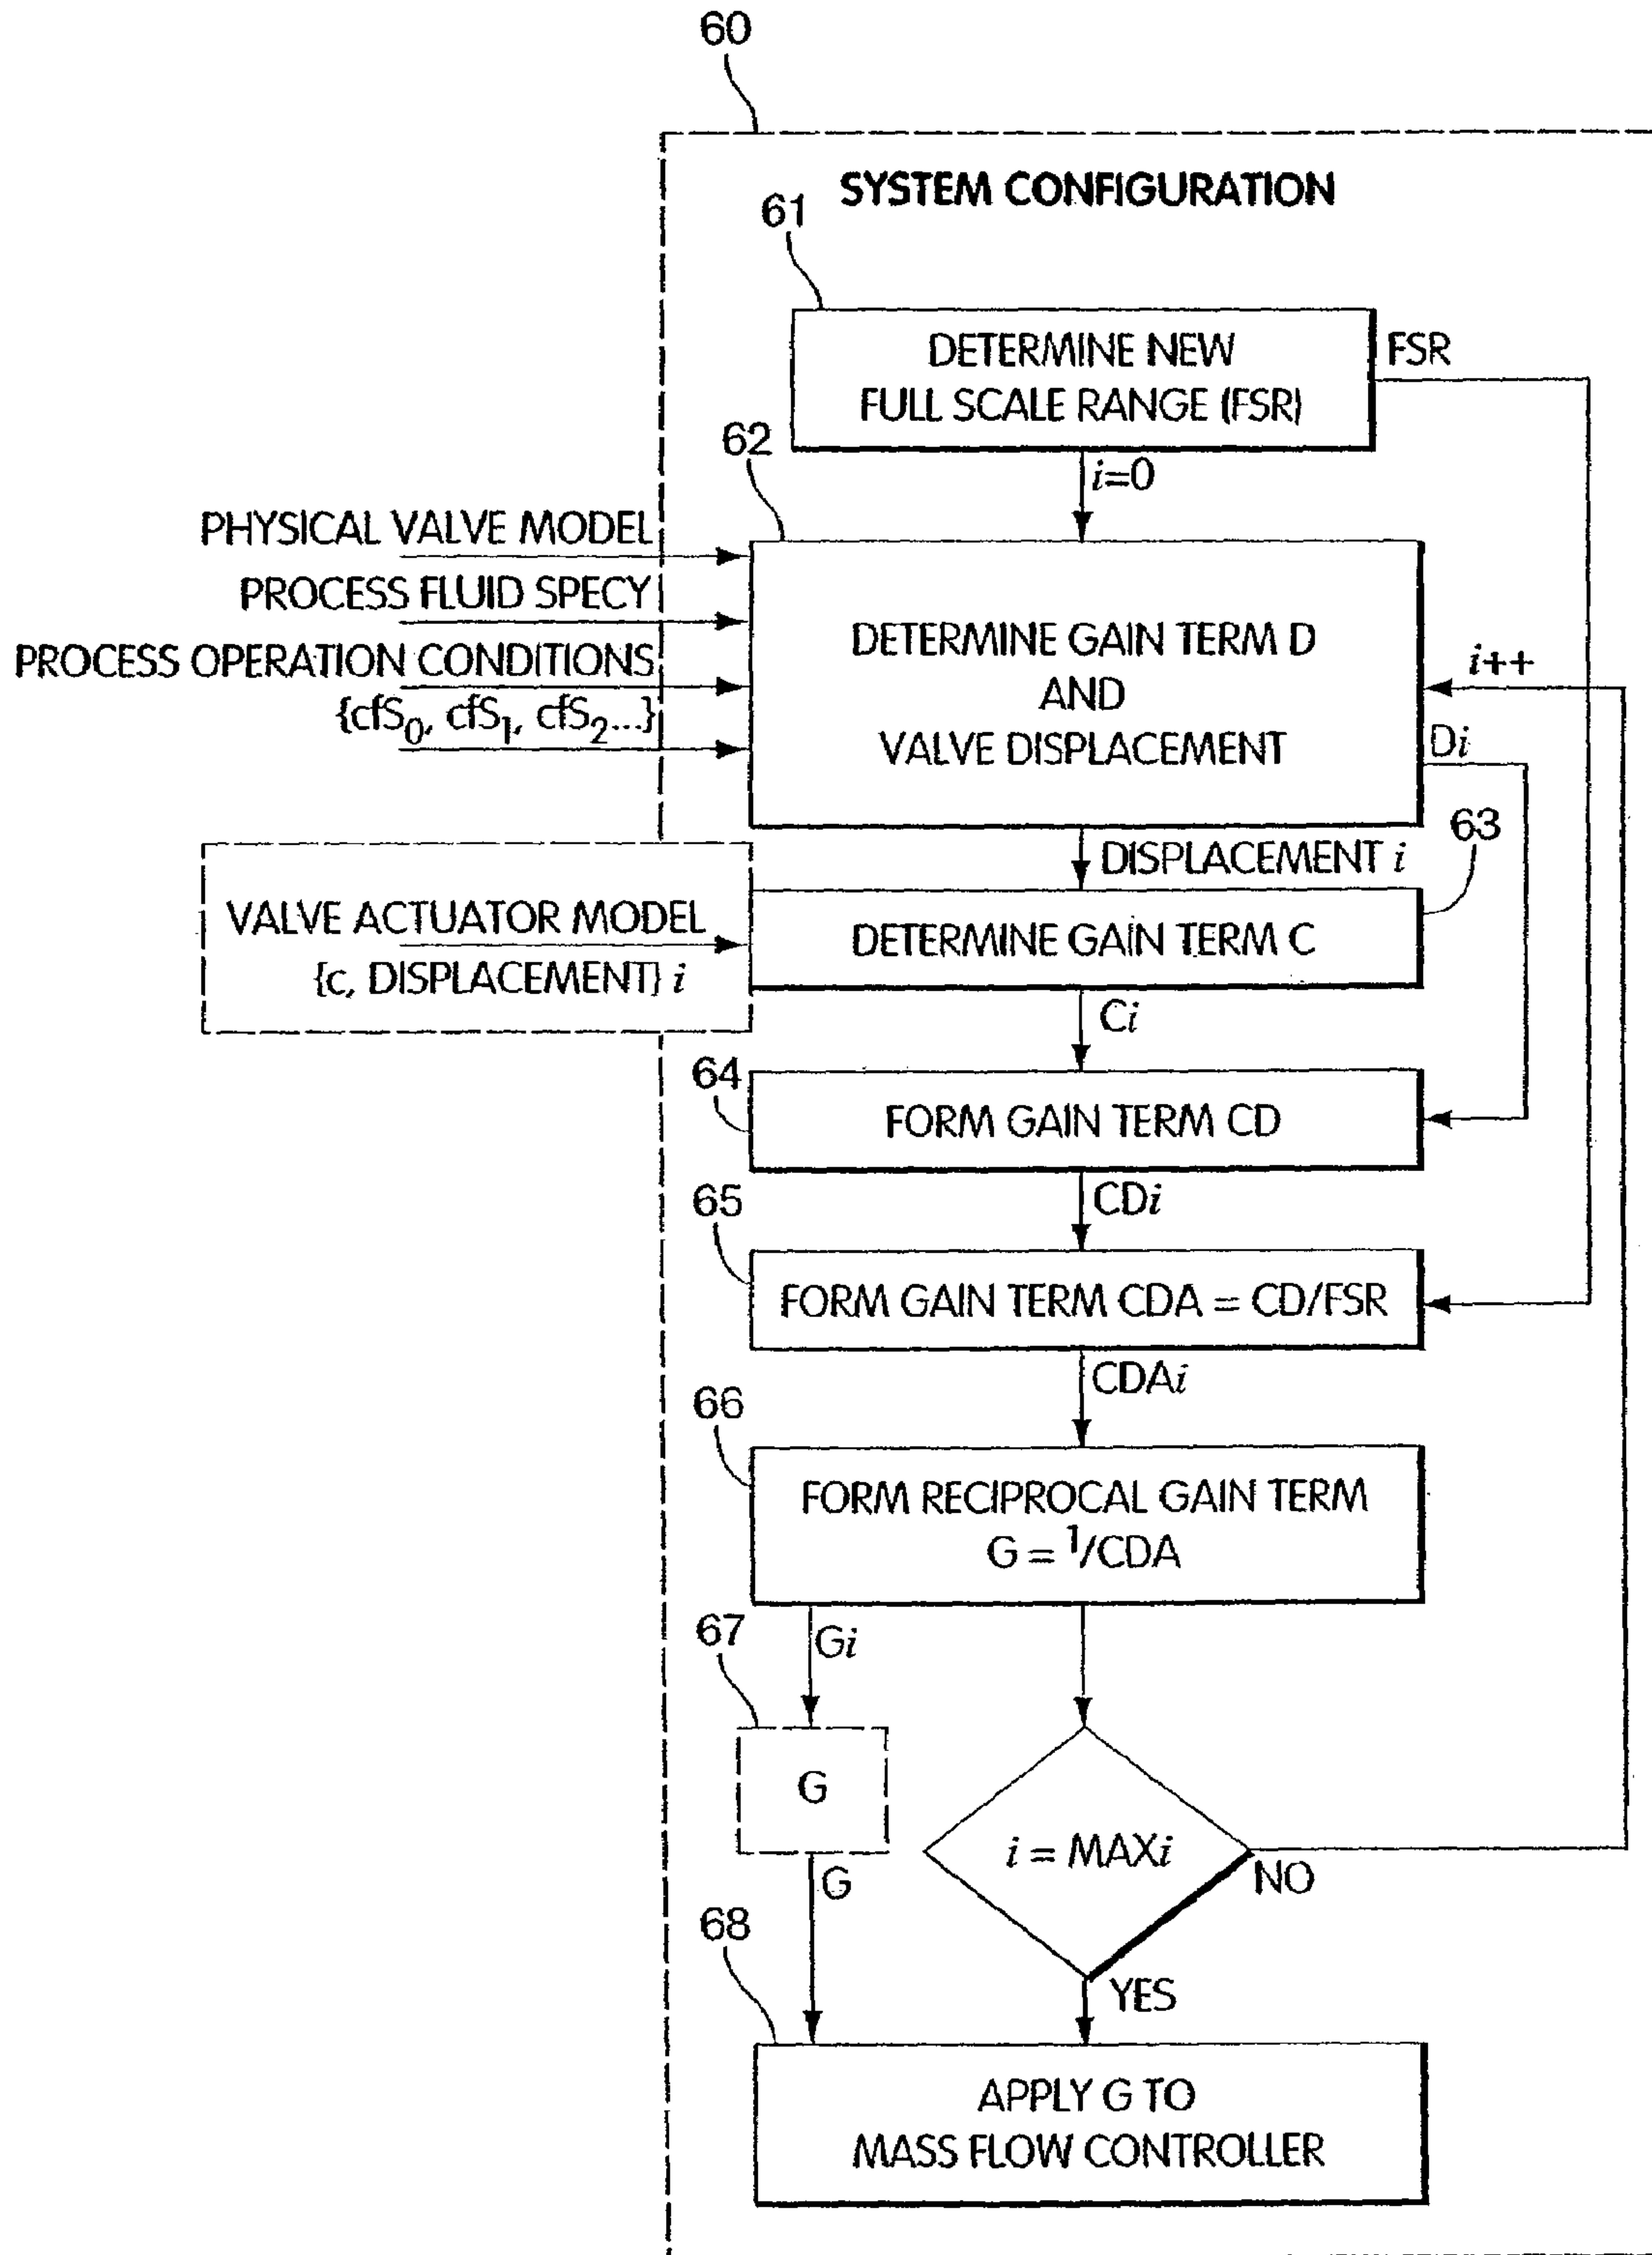 60
SYSTEM CONFIGURATION
61
DETERMINE NEW
FULL SCALE RANGE (FSR)
FSR
i=0
62
PHYSICAL VALVE MODEL
PROCESS FLUID SPECY
PROCESS OPERATION CONDITIONS
{cfS₀, cfS₁, cfS₂...}
DETERMINE GAIN TERM D
AND
VALVE DISPLACEMENT
i++
Di
DISPLACEMENT i
63
VALVE ACTUATOR MODEL
{c, DISPLACEMENT} i
DETERMINE GAIN TERM C
Ci
64
FORM GAIN TERM CD
CDi
65
FORM GAIN TERM CDA = CD/FSR
CDAi
66
FORM RECIPROCAL GAIN TERM
G = 1/CDA
Gi
67
G
i = MAXi
NO
G
YES
68
APPLY G TO
MASS FLOW CONTROLLER